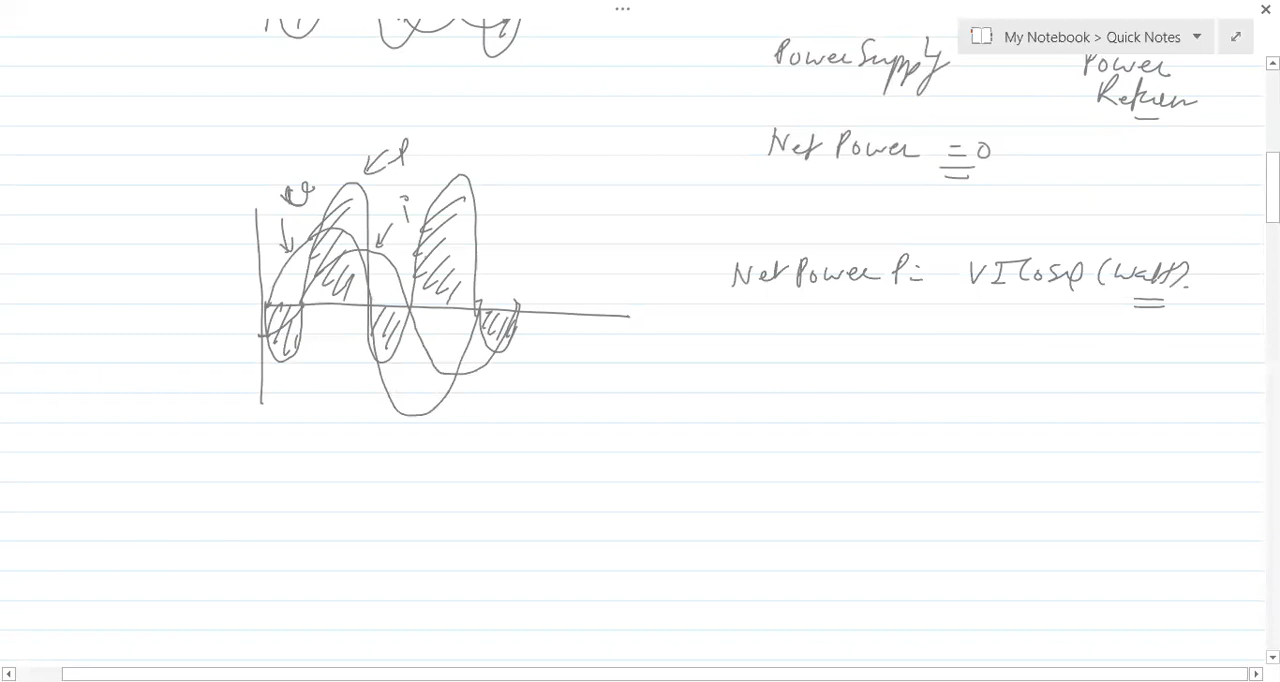 My Notebook > Quick Notes
Power Supply
Power
Return
Net Power = 0
P
v
i
Net Power P = VI Cosφ (Watt).